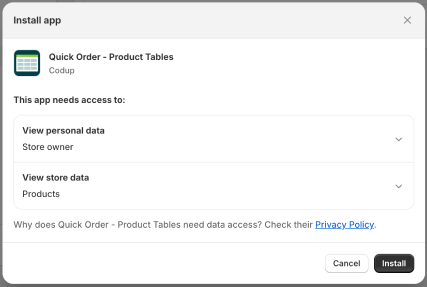 Install app
Quick Order - Product Tables
Codup
This app needs access to:
View personal data
Store owner
View store data
Products
Why does Quick Order - Product Tables need data access? Check their Privacy Policy.
Cancel
Install